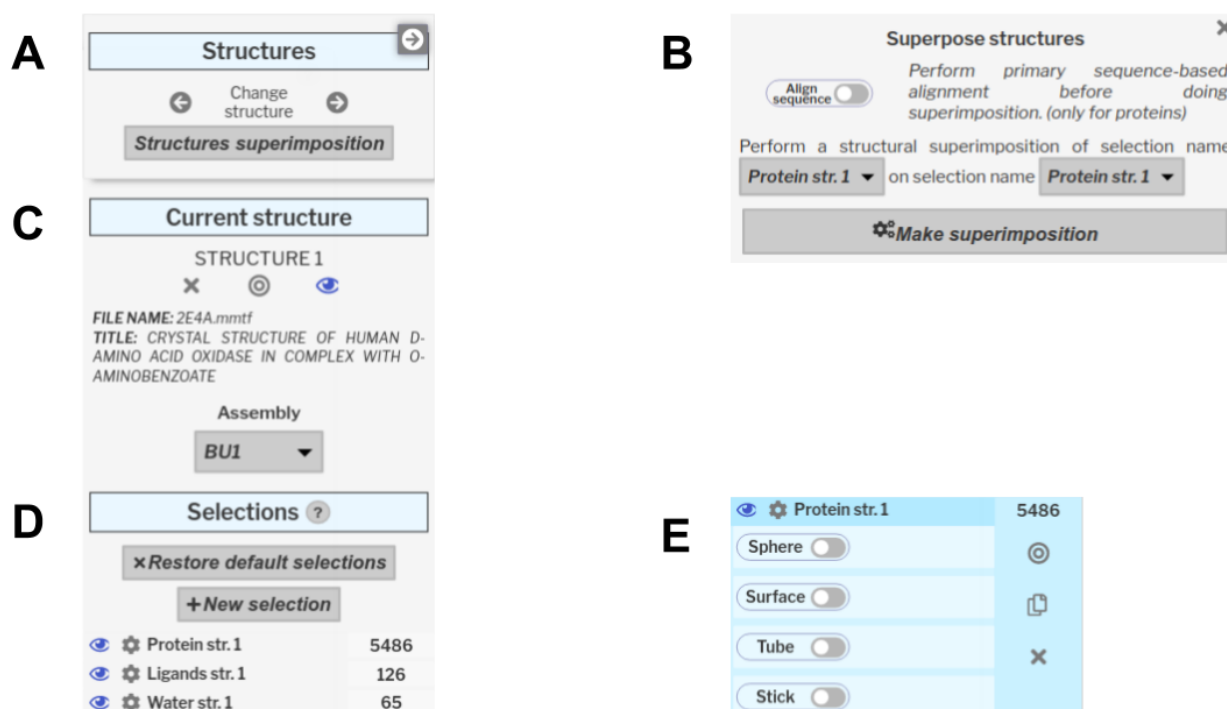 A
Structures
Change
structure
Structures superimposition
B
Superpose structures
Align
sequence
Perform primary sequence-based
alignment before doing
superimposition. (only for proteins)
Perform a structural superimposition of selection name
Protein str. 1 on selection name Protein str. 1
Make superimposition
C
Current structure
STRUCTURE 1
FILE NAME: 2E4A.mmtf
TITLE: CRYSTAL STRUCTURE OF HUMAN D-
AMINO ACID OXIDASE IN COMPLEX WITH O-
AMINOBENZOATE
Assembly
BU1
D
Selections ?
×Restore default selections
+New selection
Protein str. 1 5486
Ligands str. 1 126
Water str. 1 65
E
Protein str. 1 5486
Sphere
Surface
Tube
Stick